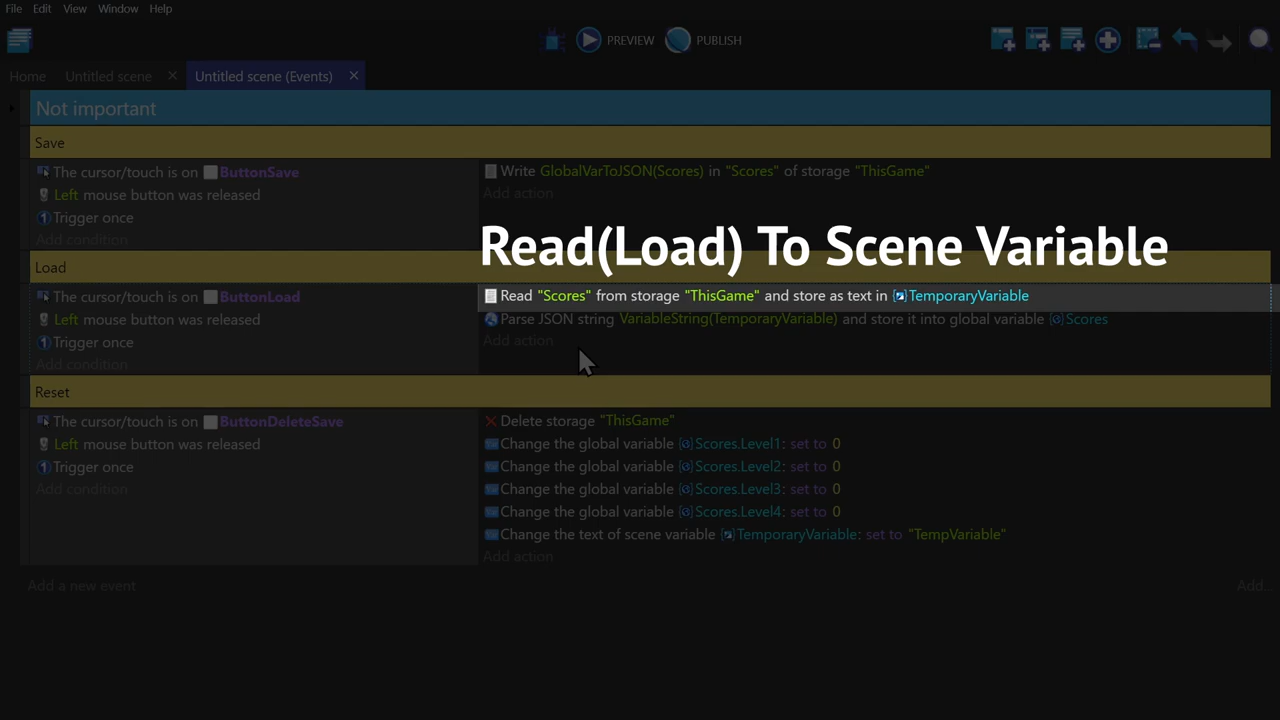 File Edit View Window Help
PREVIEW PUBLISH
Home Untitled scene × Untitled scene (Events) ×
Not important
Save
The cursor/touch is on ButtonSave
Left mouse button was released
Trigger once
Add condition
Write GlobalVarToJSON(Scores) in "Scores" of storage "ThisGame"
Add action
Read(Load) To Scene Variable
Load
The cursor/touch is on ButtonLoad
Left mouse button was released
Trigger once
Add condition
Read "Scores" from storage "ThisGame" and store as text in TemporaryVariable
Parse JSON string VariableString(TemporaryVariable) and store it into global variable Scores
Add action
Reset
The cursor/touch is on ButtonDeleteSave
Left mouse button was released
Trigger once
Add condition
Delete storage "ThisGame"
Change the global variable Scores.Level1: set to 0
Change the global variable Scores.Level2: set to 0
Change the global variable Scores.Level3: set to 0
Change the global variable Scores.Level4: set to 0
Change the text of scene variable TemporaryVariable: set to "TempVariable"
Add action
Add a new event
Add...